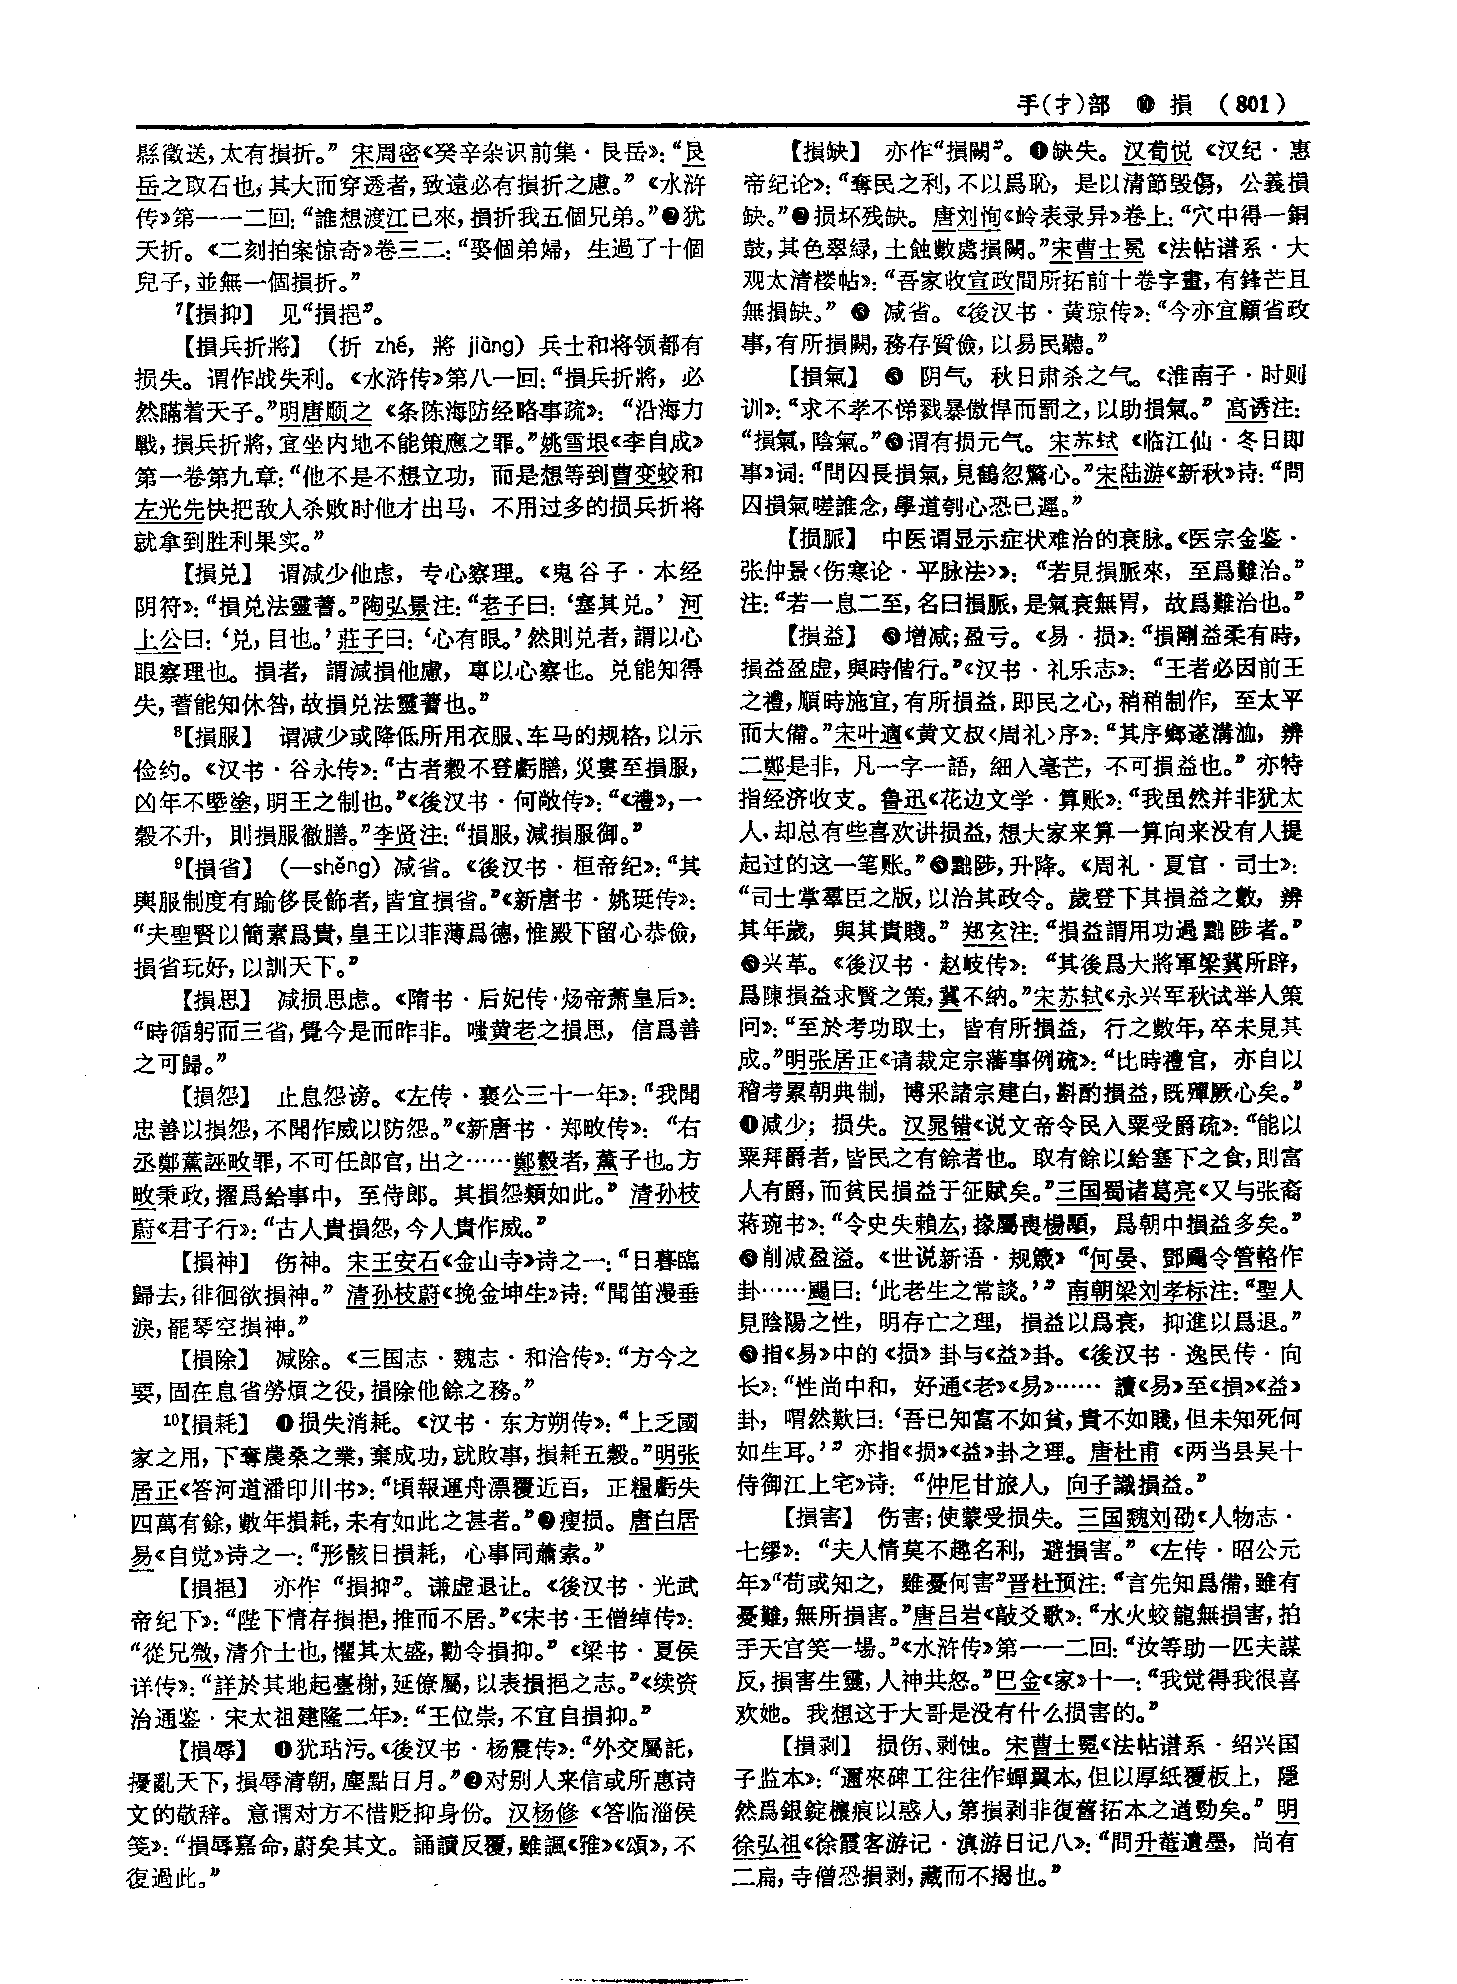 手(扌)部 ❿ 損 (801)
縣徵送,太有損折。” 宋周密《癸辛杂识前集·艮岳》:“艮
岳之取石也,其大而穿透者,致遠必有損折之慮。” 《水浒
传》第一一二回:“誰想渡江已來,損折我五個兄弟。”❷犹
夭折。《二刻拍案惊奇》卷三二:“娶個弟婦, 生過了十個
兒子,並無一個損折。”
7【損抑】 见“損挹”。
【損兵折將】 (折 zhé, 將 jiàng) 兵士和将领都有
损失。谓作战失利。《水浒传》第八一回:“損兵折將, 必
然瞞着天子。”明唐顺之《条陈海防经略事疏》: “沿海力
戰,損兵折將,宜坐内地不能策應之罪。”姚雪垠《李自成》
第一卷第九章:“他不是不想立功, 而是想等到曹变蛟和
左光先快把敌人杀败时他才出马, 不用过多的损兵折将
就拿到胜利果实。”
【損兑】 谓减少他虑, 专心察理。《鬼谷子·本经
阴符》:“損兑法靈蓍。”陶弘景注:“老子曰:‘塞其兑。’ 河
上公曰:‘兑,目也。’莊子曰:‘心有眼。’然則兑者,謂以心
眼察理也。損者, 謂減損他慮, 專以心察也。兑能知得
失,蓍能知休咎,故損兑法靈蓍也。”
8【損服】 谓减少或降低所用衣服、车马的规格,以示
俭约。《汉书·谷永传》:“古者穀不登虧膳,災婁至損服,
凶年不塈塗,明王之制也。”《後汉书·何敞传》:“《禮》,一
穀不升, 則損服徹膳。”李贤注:“損服,減損服御。”
9【損省】 (—shěng) 减省。《後汉书·桓帝纪》:“其
輿服制度有踰侈長飾者,皆宜損省。”《新唐书·姚珽传》:
“夫聖賢以簡素爲貴,皇王以菲薄爲德,惟殿下留心恭儉,
損省玩好,以訓天下。”
【損思】 减损思虑。《隋书·后妃传·炀帝萧皇后》:
“時循躬而三省,覺今是而昨非。嗤黄老之損思, 信爲善
之可歸。”
【損怨】 止息怨谤。《左传·襄公三十一年》:“我聞
忠善以損怨,不聞作威以防怨。”《新唐书·郑畋传》: “右
丞鄭薰誣畋罪,不可任郎官,出之……鄭瀔者,薰子也。方
畋秉政,擢爲給事中, 至侍郎。其損怨類如此。” 清孙枝
蔚《君子行》:“古人貴損怨,今人貴作威。”
【損神】 伤神。宋王安石《金山寺》诗之一:“日暮臨
歸去,徘徊欲損神。” 清孙枝蔚《挽金坤生》诗:“聞笛漫垂
淚,罷琴空損神。”
【損除】 减除。《三国志·魏志·和洽传》:“方今之
要,固在息省勞煩之役,損除他餘之務。”
10【損耗】 ❶损失消耗。《汉书·东方朔传》:“上乏國
家之用,下奪農桑之業,棄成功,就敗事,損耗五穀。”明张
居正《答河道潘印川书》:“頃報運舟漂覆近百, 正糧虧失
四萬有餘,數年損耗,未有如此之甚者。”❷瘦损。唐白居
易《自觉》诗之一:“形骸日損耗, 心事同蕭索。”
【損挹】 亦作 “損抑”。谦虚退让。《後汉书·光武
帝纪下》:“陛下情存損挹,推而不居。”《宋书·王僧绰传》:
“從兄微,清介士也,懼其太盛,勸令損抑。” 《梁书·夏侯
详传》:“詳於其地起臺榭,延僚屬,以表損挹之志。”《续资
治通鉴·宋太祖建隆二年》:“王位崇,不宜自損抑。”
【損辱】 ❶犹玷污。《後汉书·杨震传》:“外交屬託,
擾亂天下,損辱清朝,塵點日月。”❷对别人来信或所惠诗
文的敬辞。意谓对方不惜贬抑身份。汉杨修《答临淄侯
笺》:“損辱嘉命,蔚矣其文。誦讀反覆,雖諷《雅》《頌》,不
復過此。”
【損缺】 亦作“損闕”。❶缺失。汉荀悦《汉纪·惠
帝纪论》:“奪民之利,不以爲恥, 是以清節毁傷, 公義損
缺。”❷损坏残缺。唐刘恂《岭表录异》卷上:“穴中得一銅
鼓,其色翠緑,土蝕數處損闕。”宋曹士冕《法帖谱系·大
观太清楼帖》:“吾家收宣政間所拓前十卷字畫,有鋒芒且
無損缺。” ❸ 减省。《後汉书·黄琼传》:“今亦宜顧省政
事,有所損闕,務存質儉,以易民聽。”
【損氣】 ❶ 阴气, 秋日肃杀之气。《淮南子·时则
训》:“求不孝不悌戮暴傲悍而罰之,以助損氣。” 高诱注:
“損氣,陰氣。”❷谓有损元气。宋苏轼《临江仙·冬日即
事》词:“問囚長損氣,見鶴忽驚心。”宋陆游《新秋》诗:“問
囚損氣嗟誰念,學道刳心恐已遲。”
【損脈】 中医谓显示症状难治的衰脉。《医宗金鉴·
张仲景〈伤寒论·平脉法〉》: “若見損脈來, 至爲難治。”
注:“若一息二至,名曰損脈,是氣衰無胃, 故爲難治也。”
【損益】 ❶增减;盈亏。《易·损》:“損剛益柔有時,
損益盈虚,與時偕行。”《汉书·礼乐志》: “王者必因前王
之禮,順時施宜,有所損益,即民之心,稍稍制作, 至太平
而大備。”宋叶適《黄文叔〈周礼〉序》:“其序鄉遂溝洫, 辨
二鄭是非, 凡一字一語, 細入毫芒, 不可損益也。” 亦特
指经济收支。鲁迅《花边文学·算账》:“我虽然并非犹太
人,却总有些喜欢讲损益,想大家来算一算向来没有人提
起过的这一笔账。”❷黜陟,升降。《周礼·夏官·司士》:
“司士掌羣臣之版,以治其政令。歲登下其損益之數, 辨
其年歲, 與其貴賤。” 郑玄注:“損益謂用功過黜陟者。”
❸兴革。《後汉书·赵岐传》: “其後爲大將軍梁冀所辟,
爲陳損益求賢之策,冀不納。”宋苏轼《永兴军秋试举人策
问》:“至於考功取士, 皆有所損益, 行之數年,卒未見其
成。”明张居正《请裁定宗藩事例疏》:“比時禮官, 亦自以
稽考累朝典制, 博采諸宗建白,斟酌損益,既殫厥心矣。”
❹减少; 损失。汉晁错《说文帝令民入粟受爵疏》:“能以
粟拜爵者,皆民之有餘者也。取有餘以給塞下之食,則富
人有爵,而貧民損益于征賦矣。”三国蜀诸葛亮《又与张裔
蒋琬书》:“令史失賴厷,掾屬喪楊顒, 爲朝中損益多矣。”
❺削减盈溢。《世说新语·规箴》 “何晏、鄧颺令管輅作
卦……颺曰:‘此老生之常談。’” 南朝梁刘孝标注:“聖人
見陰陽之性, 明存亡之理, 損益以爲衰, 抑進以爲退。”
❻指《易》中的《损》卦与《益》卦。《後汉书·逸民传·向
长》:“性尚中和, 好通《老》《易》…… 讀《易》至《損》《益》
卦, 喟然歎曰:‘吾已知富不如貧,貴不如賤,但未知死何
如生耳。’” 亦指《损》《益》卦之理。唐杜甫《两当县吴十
侍御江上宅》诗: “仲尼甘旅人, 向子識損益。”
【損害】 伤害;使蒙受损失。三国魏刘劭《人物志·
七缪》: “夫人情莫不趣名利, 避損害。” 《左传·昭公元
年》“苟或知之, 雖憂何害”晋杜预注:“言先知爲備,雖有
憂難,無所損害。”唐吕岩《敲爻歌》:“水火蛟龍無損害,拍
手天宫笑一場。”《水浒传》第一一二回:“汝等助一匹夫謀
反,損害生靈,人神共怒。”巴金《家》十一:“我觉得我很喜
欢她。我想这于大哥是没有什么损害的。”
【損剥】 损伤、剥蚀。宋曹士冕《法帖谱系·绍兴国
子监本》:“邇來碑工往往作蟬翼本,但以厚纸覆板上, 隱
然爲銀錠櫼痕以惑人,第損剥非復舊拓本之遒勁矣。” 明
徐弘祖《徐霞客游记·滇游日记八》:“問升菴遺墨, 尚有
二扁,寺僧恐損剥,藏而不揭也。”